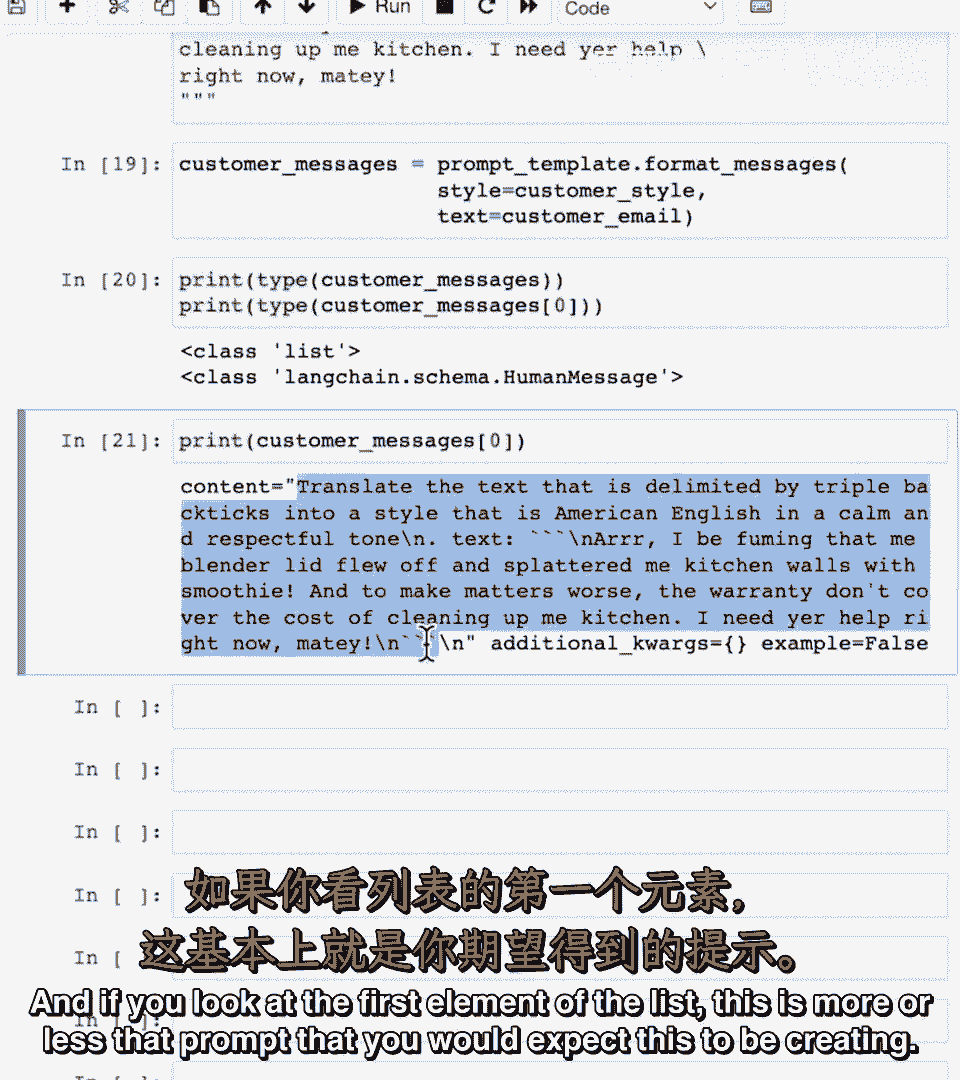 Run
Code
cleaning up me kitchen. I need yer help \
right now, matey!
"""
In [19]: customer_messages = prompt_template.format_messages(
style=customer_style,
text=customer_email)
In [20]: print(type(customer_messages))
print(type(customer_messages[0]))
<class 'list'>
<class 'langchain.schema.HumanMessage'>
In [21]: print(customer_messages[0])
content="Translate the text that is delimited by triple ba
ckticks into a style that is American English in a calm an
d respectful tone\n. text: ```\nArrr, I be fuming that me
blender lid flew off and splattered me kitchen walls with
smoothie! And to make matters worse, the warranty don't co
ver the cost of cleaning up me kitchen. I need yer help ri
ght now, matey!\n```\n" additional_kwargs={} example=False
In [ ]:
In [ ]:
In [ ]:
In [ ]:
如果你看列表的第一个元素，
In [
这基本上就是你期望得到的提示。
And if you look at the first element of the list, this is more or
less that prompt that you would expect this to be creating.